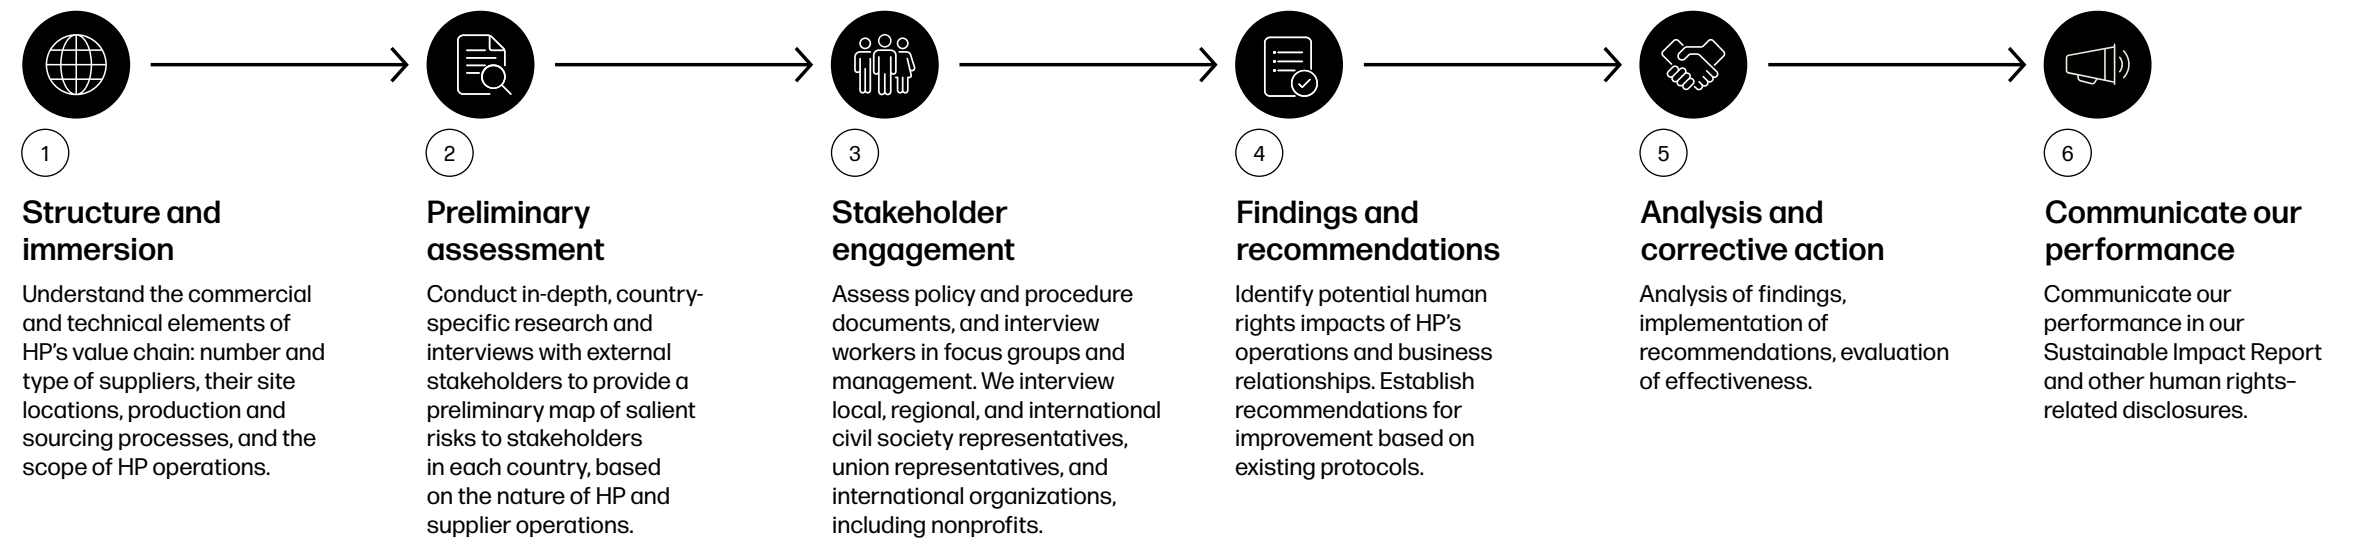 1
Structure and
immersion
Understand the commercial
and technical elements of
HP’s value chain: number and
type of suppliers, their site
locations, production and
sourcing processes, and the
scope of HP operations.
2
Preliminary
assessment
Conduct in-depth, country-
specific research and
interviews with external
stakeholders to provide a
preliminary map of salient
risks to stakeholders
in each country, based
on the nature of HP and
supplier operations.
3
Stakeholder
engagement
Assess policy and procedure
documents, and interview
workers in focus groups and
management. We interview
local, regional, and international
civil society representatives,
union representatives, and
international organizations,
including nonprofits.
4
Findings and
recommendations
Identify potential human
rights impacts of HP’s
operations and business
relationships. Establish
recommendations for
improvement based on
existing protocols.
5
Analysis and
corrective action
Analysis of findings,
implementation of
recommendations, evaluation
of effectiveness.
6
Communicate our
performance
Communicate our
performance in our
Sustainable Impact Report
and other human rights–
related disclosures.